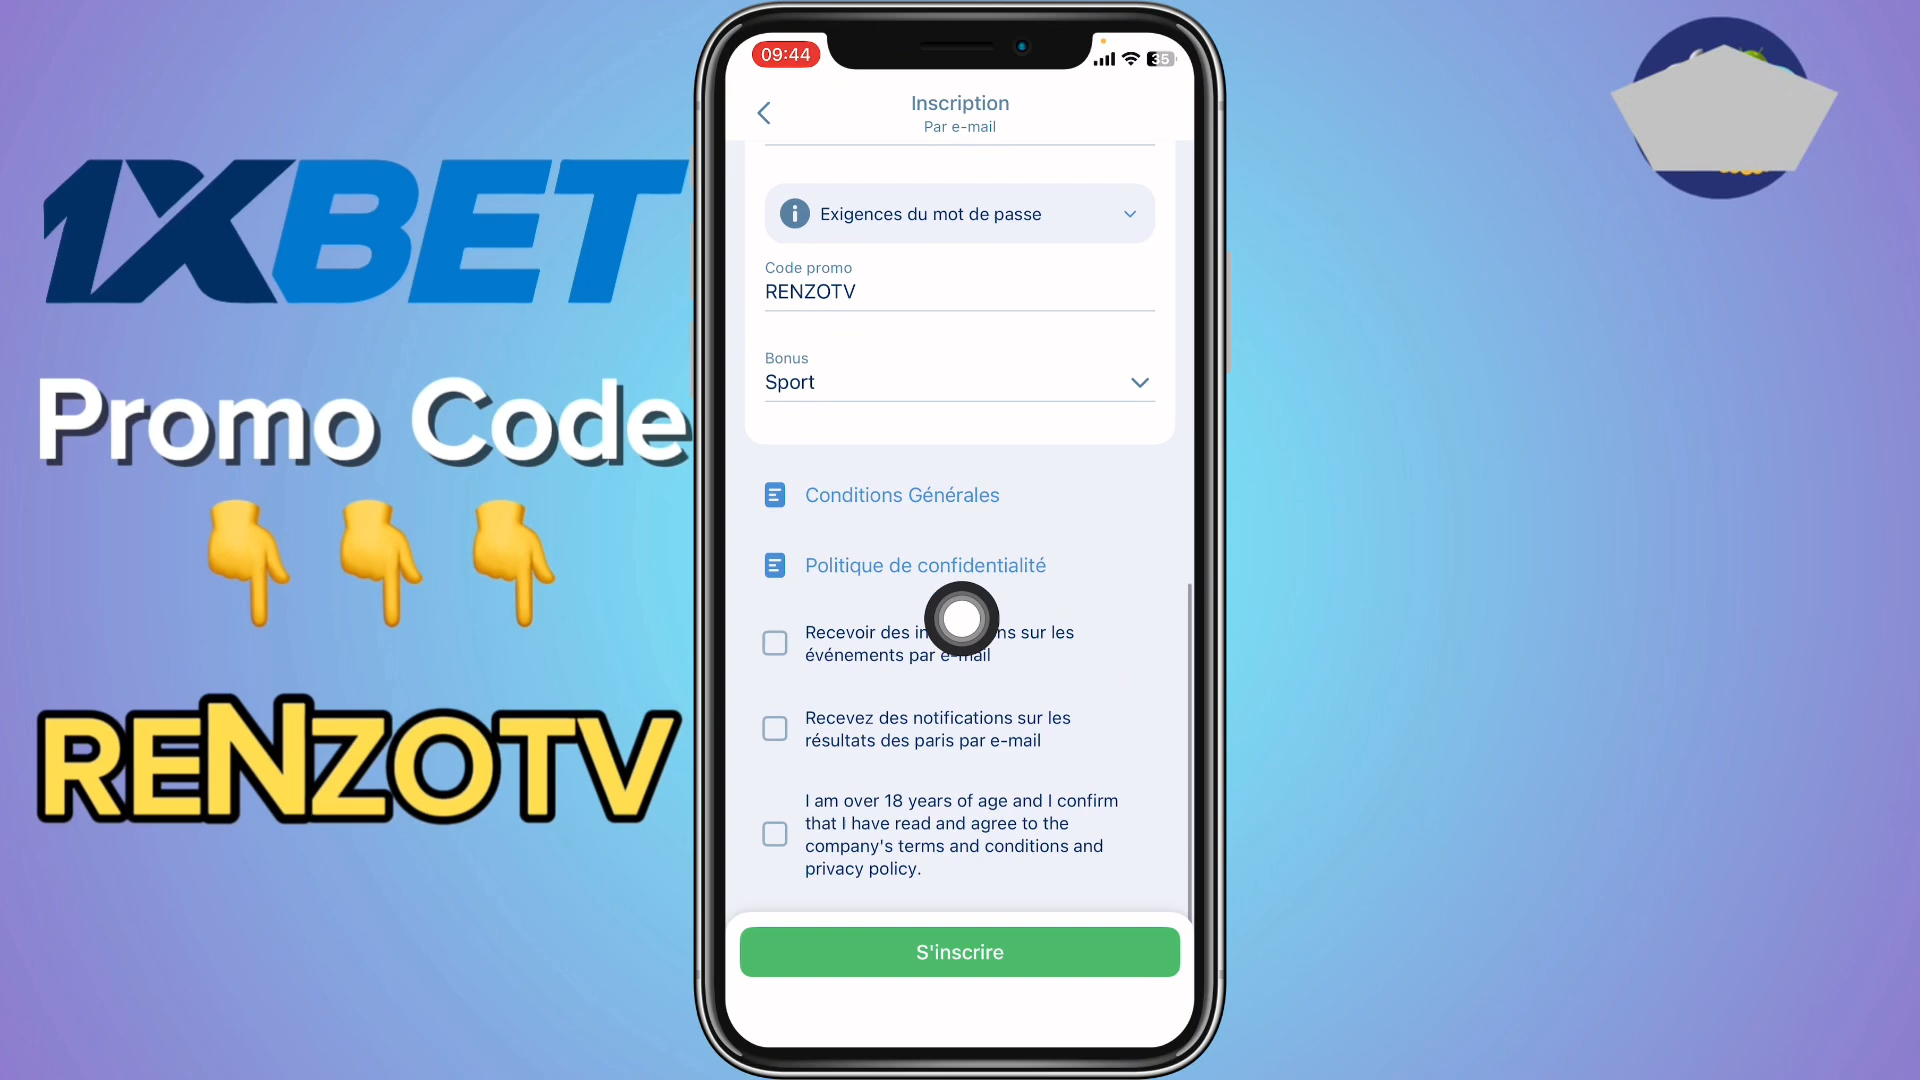 1XBET
Promo Code
RENZOTV
09:44
35
Inscription
Par e-mail
Exigences du mot de passe
Code promo
RENZOTV
Bonus
Sport
Conditions Générales
Politique de confidentialité
Recevoir des in ns sur les
événements par e-mail
Recevez des notifications sur les
résultats des paris par e-mail
I am over 18 years of age and I confirm
that I have read and agree to the
company's terms and conditions and
privacy policy.
S'inscrire